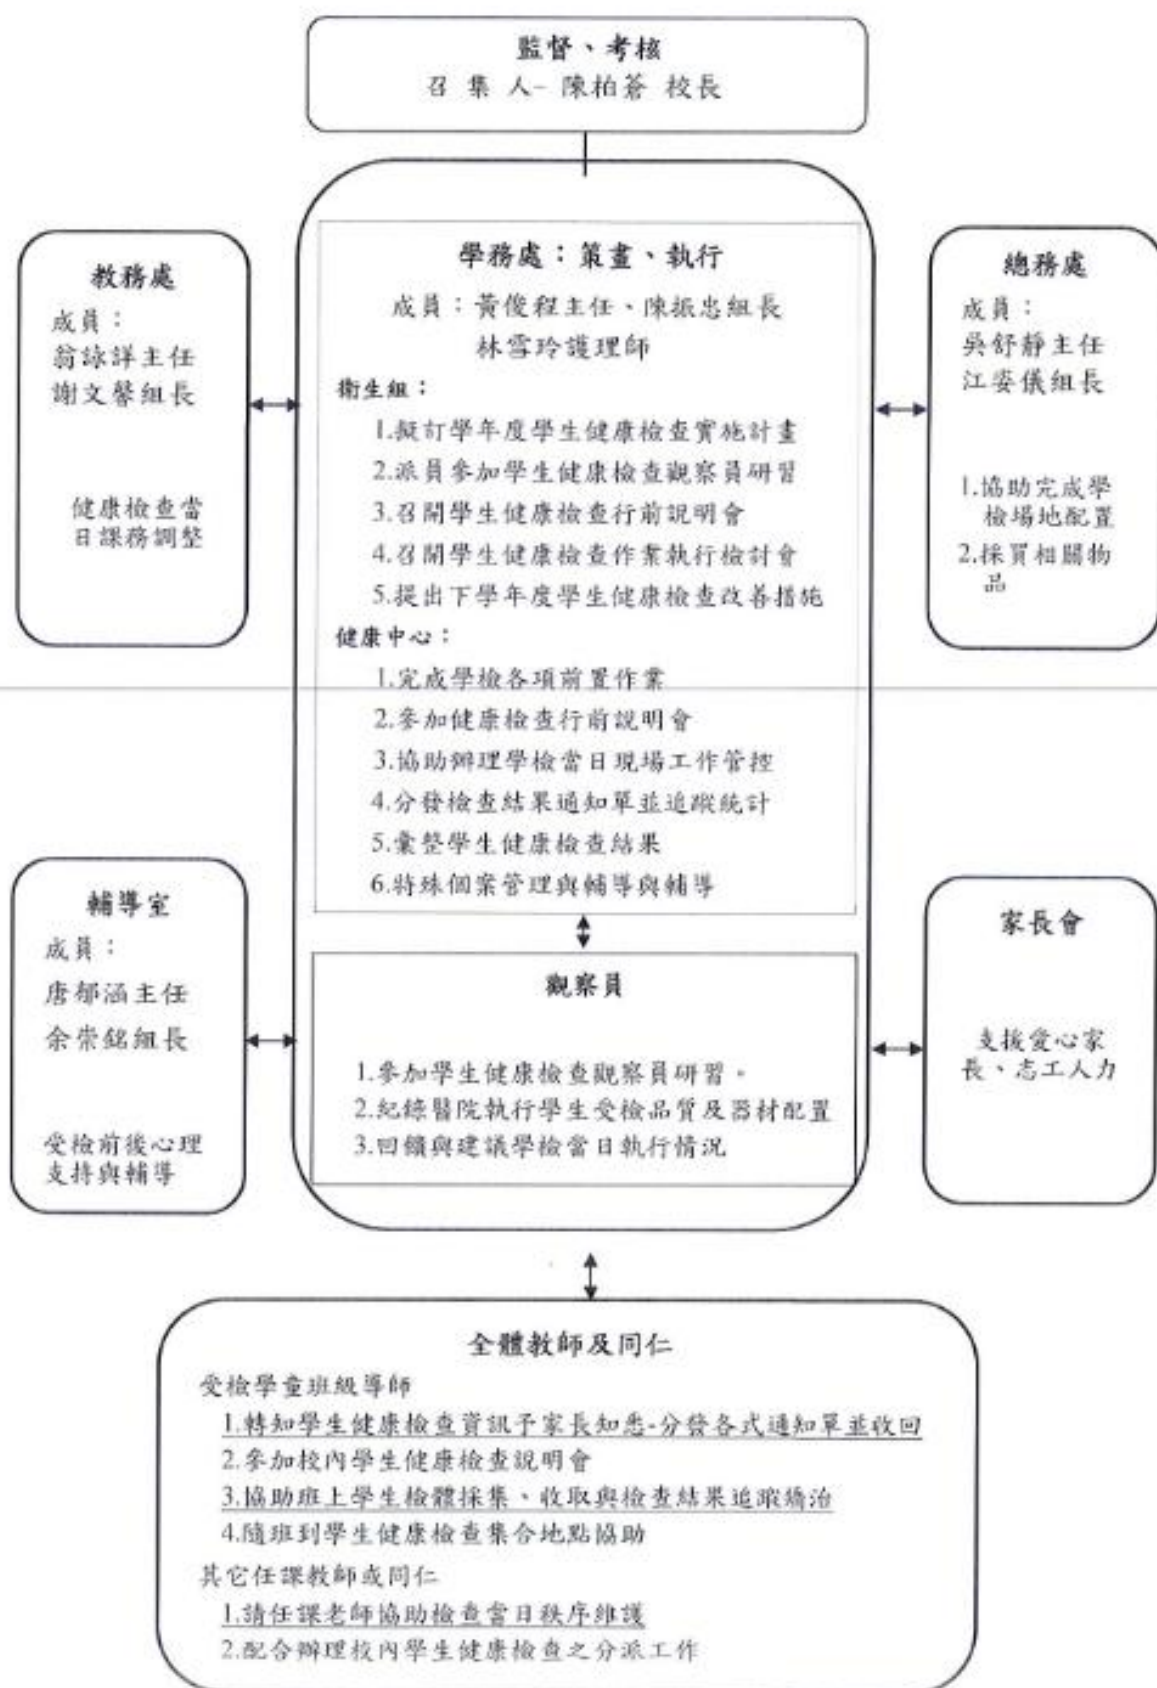 監督、考核
召 集 人- 陳柏蒼 校長
教務處
成員：
翁詠詳主任
謝文馨組長
健康檢查當
日課務調整
學務處：策畫、執行
成員：黃俊程主任、陳振忠組長
林雪玲護理師
衛生組：
1.擬訂學年度學生健康檢查實施計畫
2.派員參加學生健康檢查觀察員研習
3.召開學生健康檢查行前說明會
4.召開學生健康檢查作業執行檢討會
5.提出下學年度學生健康檢查改善措施
健康中心：
1.完成學檢各項前置作業
2.參加健康檢查行前說明會
3.協助辦理學檢當日現場工作管控
4.分發檢查結果通知單並追蹤統計
5.彙整學生健康檢查結果
6.特殊個案管理與輔導與輔導
總務處
成員：
吳舒靜主任
江姿儀組長
1.協助完成學
檢場地配置
2.採買相關物
品
輔導室
成員：
唐郁涵主任
余崇銘組長
受檢前後心理
支持與輔導
觀察員
1.參加學生健康檢查觀察員研習。
2.紀錄醫院執行學生受檢品質及器材配置
3.回饋與建議學檢當日執行情況
家長會
支援愛心家
長、志工人力
全體教師及同仁
受檢學童班級導師
1.轉知學生健康檢查資訊予家長知悉-分發各式通知單並收回
2.參加校內學生健康檢查說明會
3.協助班上學生檢體採集、收取與檢查結果追蹤矯治
4.隨班到學生健康檢查集合地點協助
其它任課教師或同仁
1.請任課老師協助檢查當日秩序維護
2.配合辦理校內學生健康檢查之分派工作